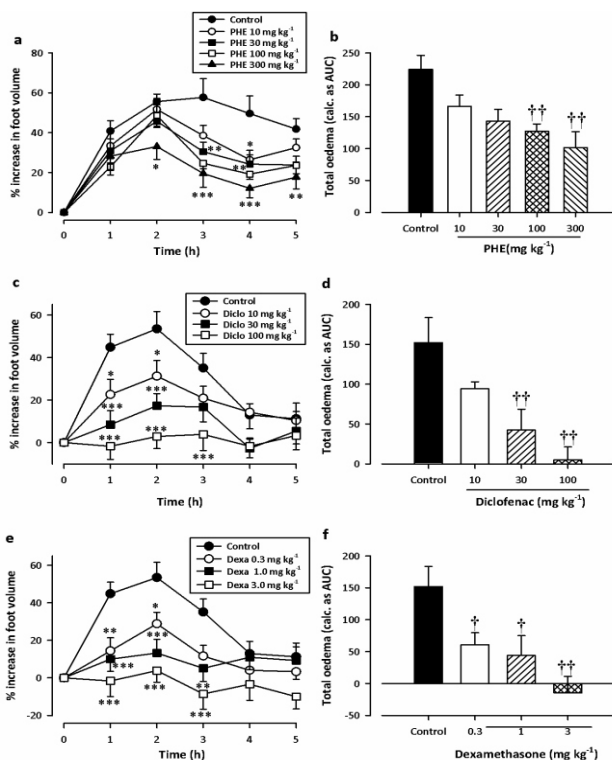 a
Control
PHE 10 mg kg-1
PHE 30 mg kg-1
PHE 100 mg kg-1
PHE 300 mg kg-1
% increase in foot volume
80
60
40
20
0
*
**
*
**
*** *** **
0 1 2 3 4 5
Time (h)
b
Total oedema (calc. as AUC)
250
200
150
100
50
0
†† ††
Control 10 30 100 300
PHE(mg kg-1)
c
Control
Diclo 10 mg kg-1
Diclo 30 mg kg-1
Diclo 100 mg kg-1
% increase in foot volume
60
40
20
0
* *
*** ***
*** *** ***
0 1 2 3 4 5
Time (h)
d
Total oedema (calc. as AUC)
200
150
100
50
0
†† ††
Control 10 30 100
Diclofenac (mg kg-1)
e
Control
Dexa 0.3 mg kg-1
Dexa 1.0 mg kg-1
Dexa 3.0 mg kg-1
% increase in foot volume
60
40
20
0
-20
** *
*** ***
*** *** ** ***
0 1 2 3 4 5
Time (h)
f
Total oedema (calc. as AUC)
200
150
100
50
0
-50
† † ††
Control 0.3 1 3
Dexamethasone (mg kg-1)